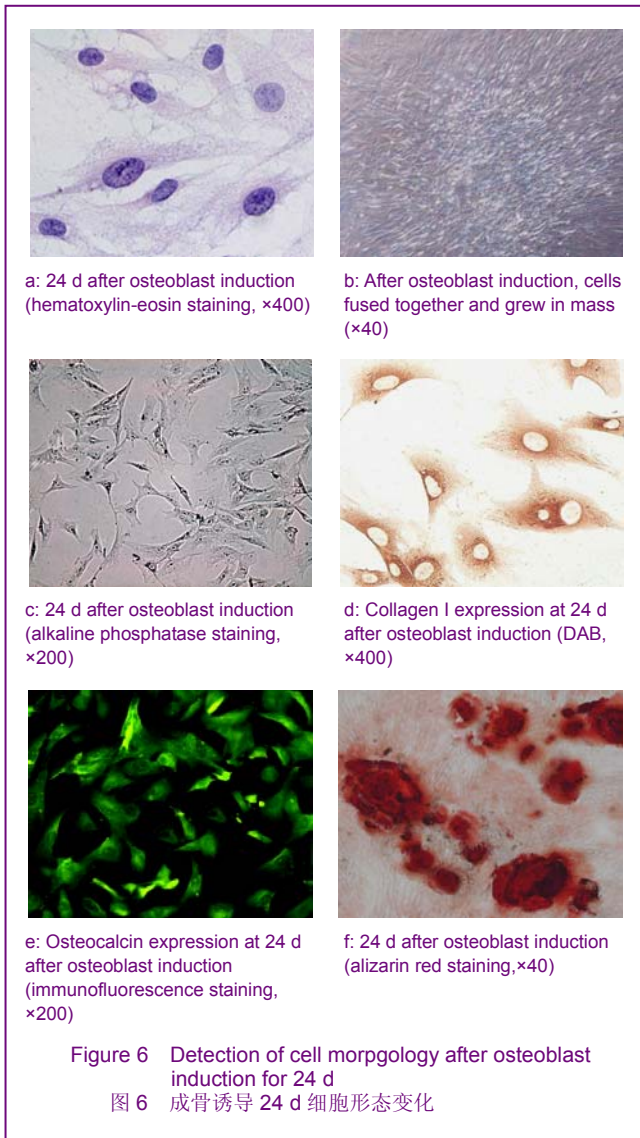 a: 24 d after osteoblast induction
(hematoxylin-eosin staining, ×400)
b: After osteoblast induction, cells
fused together and grew in mass
(×40)
c: 24 d after osteoblast induction
(alkaline phosphatase staining,
×200)
d: Collagen I expression at 24 d
after osteoblast induction (DAB,
×400)
e: Osteocalcin expression at 24 d
after osteoblast induction
(immunofluorescence staining,
×200)
f: 24 d after osteoblast induction
(alizarin red staining,×40)
Figure 6 Detection of cell morpgology after osteoblast
induction for 24 d
图 6 成骨诱导 24 d 细胞形态变化